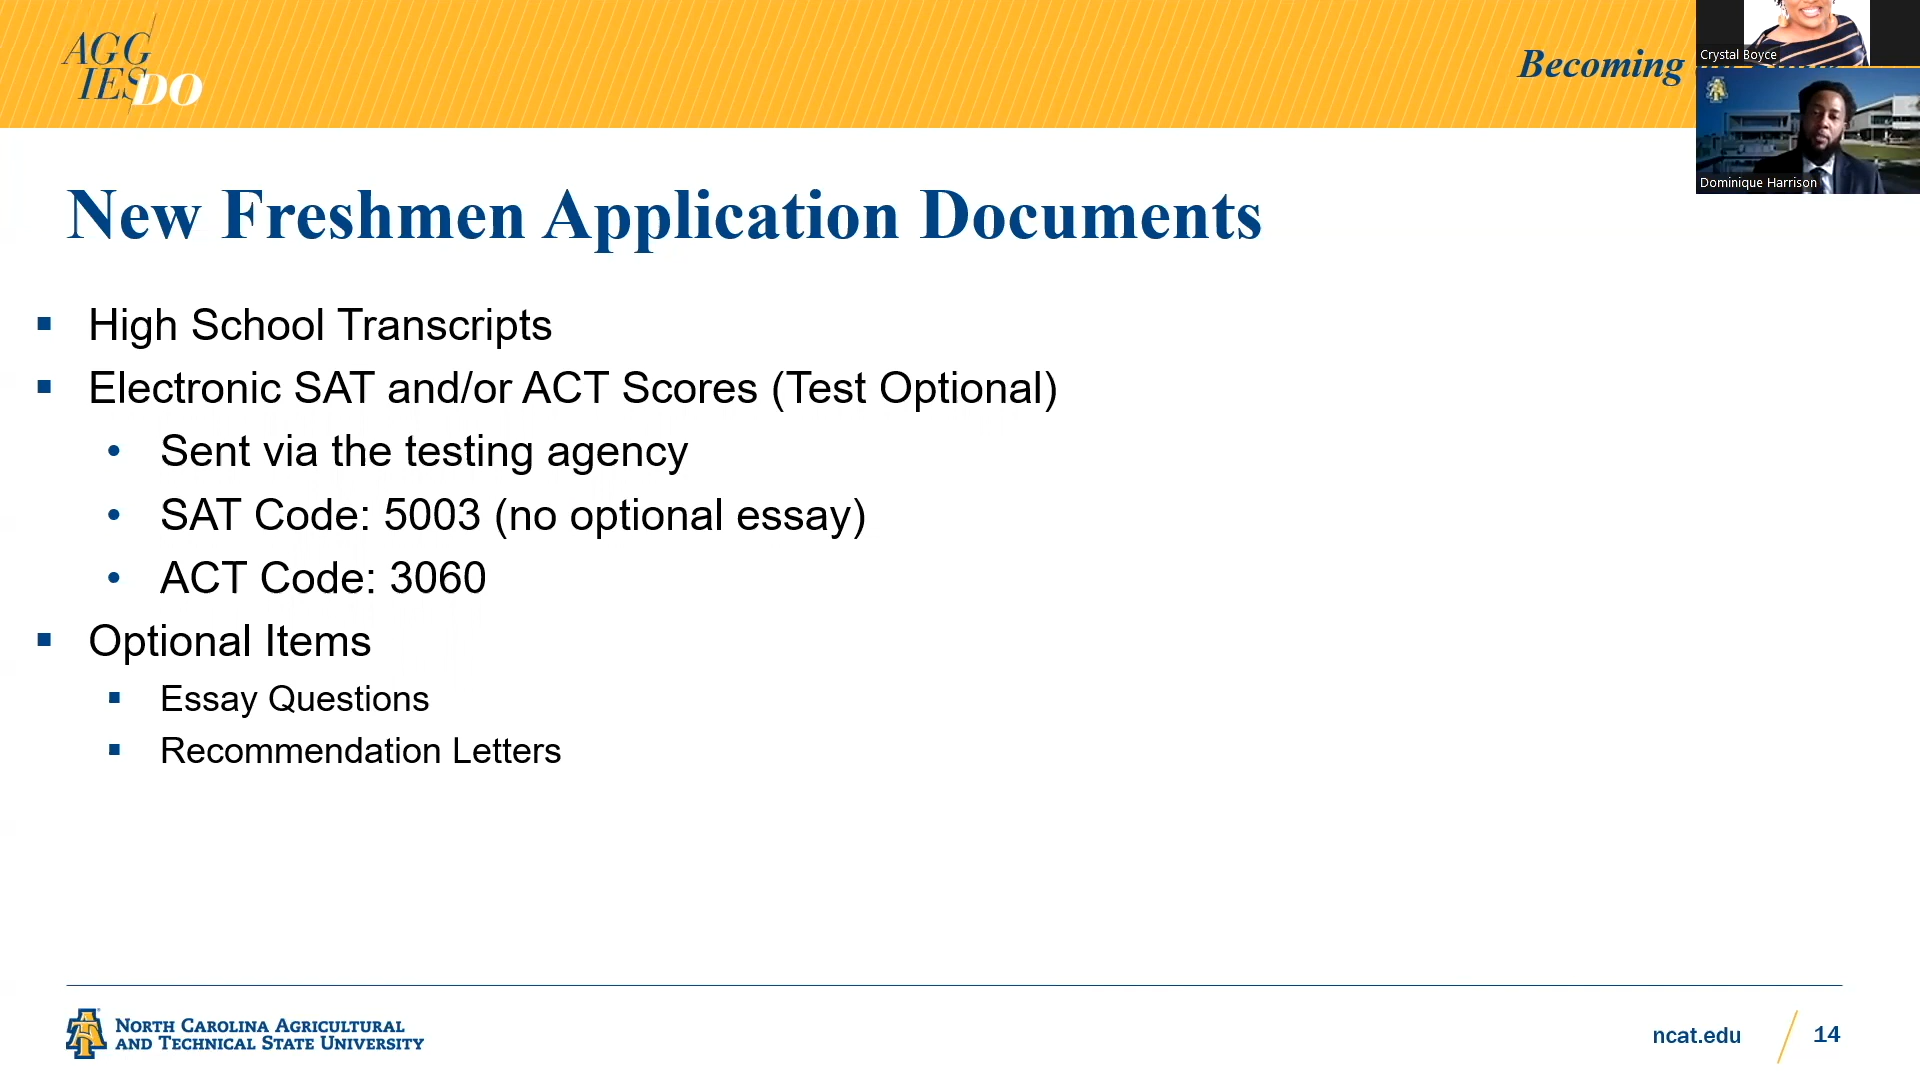 AGG
IES DO
Becoming
Crystal Boyce
Dominique Harrison
New Freshmen Application Documents
▪ High School Transcripts
▪ Electronic SAT and/or ACT Scores (Test Optional)
• Sent via the testing agency
• SAT Code: 5003 (no optional essay)
• ACT Code: 3060
▪ Optional Items
▪ Essay Questions
▪ Recommendation Letters
NORTH CAROLINA AGRICULTURAL
AND TECHNICAL STATE UNIVERSITY
ncat.edu
14